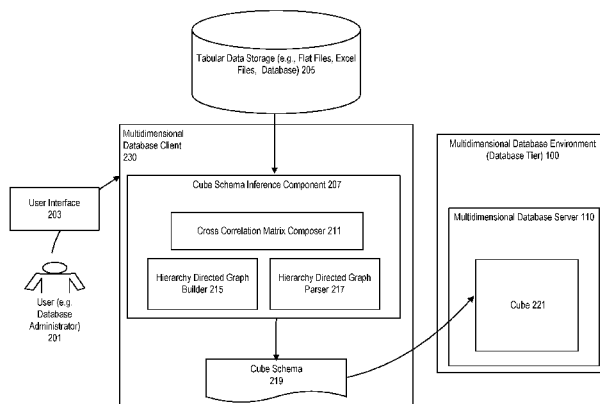 Tabular Data Storage (e.g., Flat Files, Excel
Files, Database) 205
Multidimensional
Database Client
230
Multidimensional Database Environment
(Database Tier) 100
Cube Schema Inference Component 207
User Interface
203
Multidimensional Database Server 110
Cross Correlation Matrix Composer 211
Hierarchy Directed Graph
Builder 215
Hierarchy Directed Graph
Parser 217
Cube 221
User (e.g.
Database
Administrator)
201
Cube Schema
219